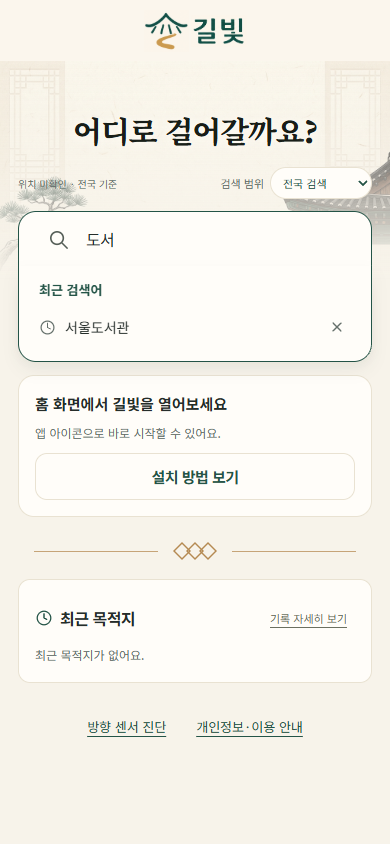 길빛
어디로 걸어갈까요?
위치 미확인 · 전국 기준
검색 범위
전국 검색
도서
최근 검색어
서울도서관
홈 화면에서 길빛을 열어보세요
앱 아이콘으로 바로 시작할 수 있어요.
설치 방법 보기
최근 목적지
기록 자세히 보기
최근 목적지가 없어요.
방향 센서 진단
개인정보·이용 안내